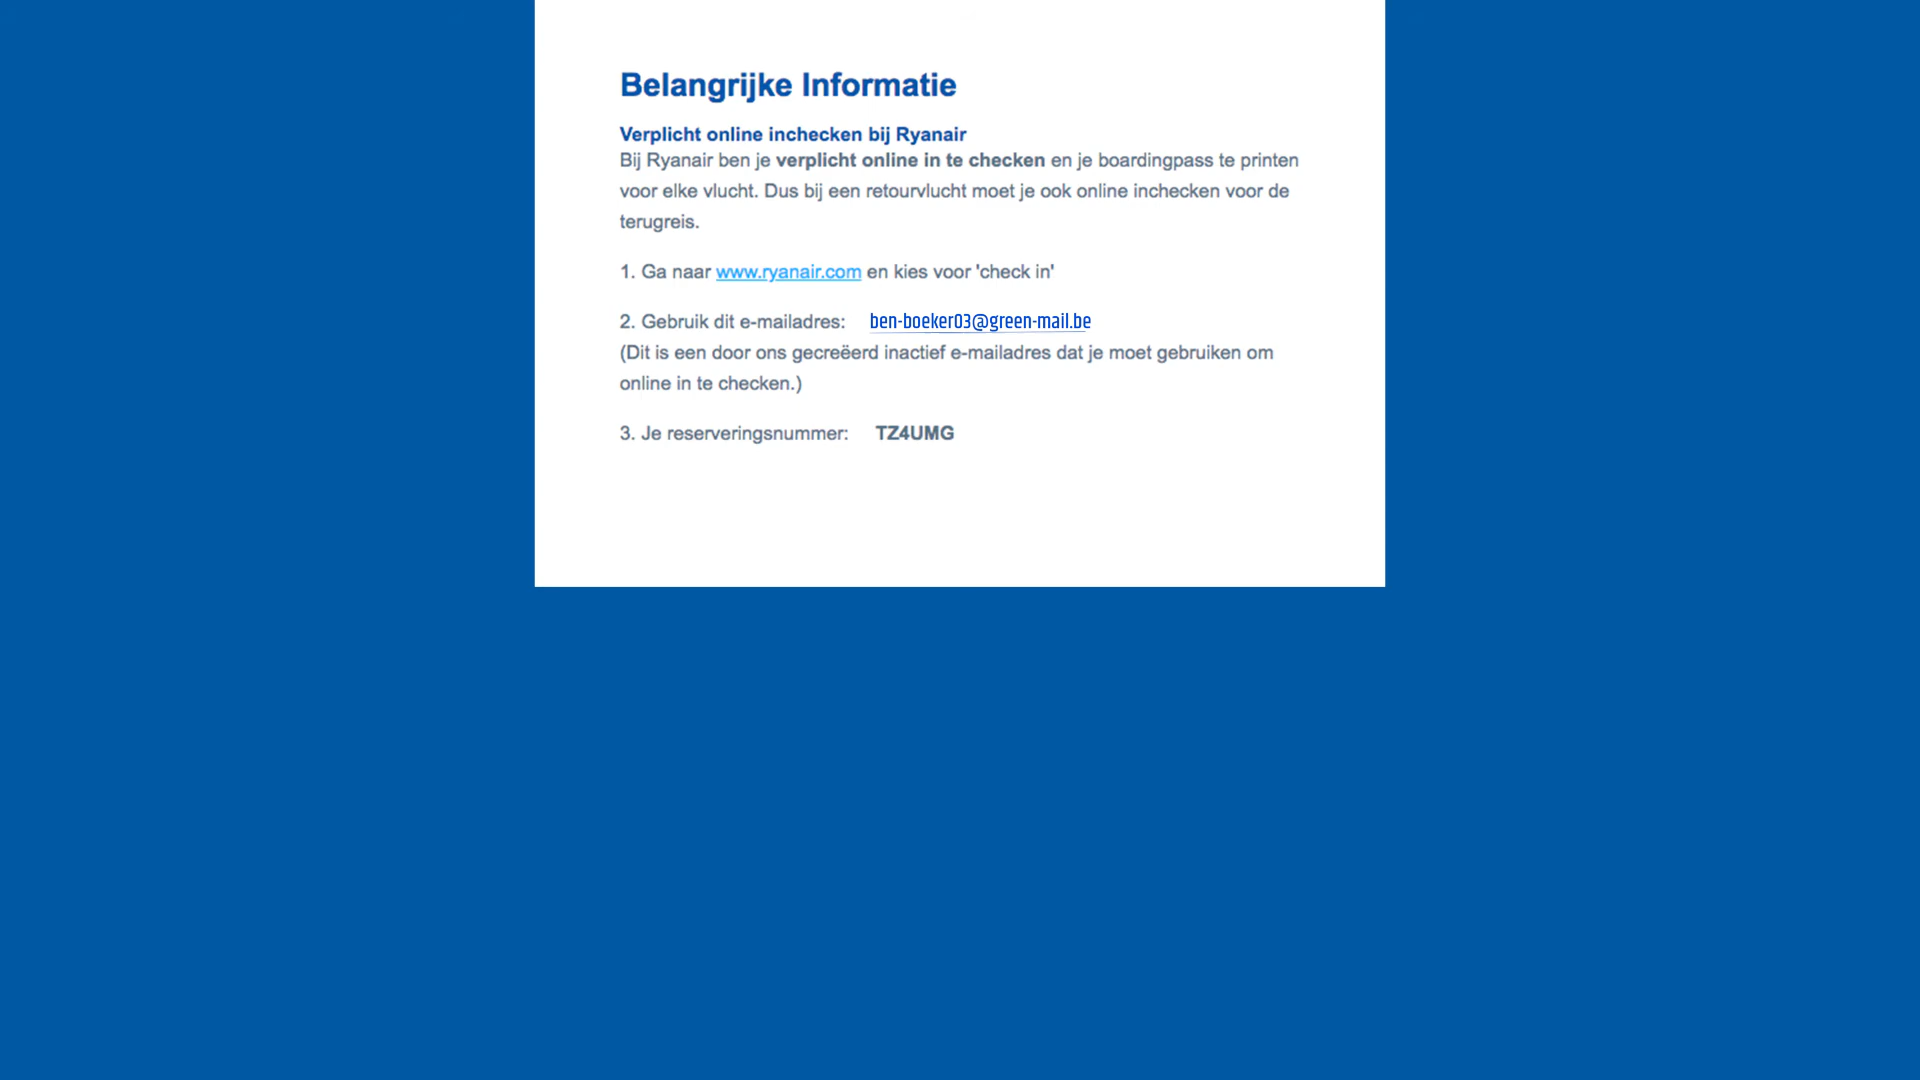 Belangrijke Informatie
Verplicht online inchecken bij Ryanair
Bij Ryanair ben je verplicht online in te checken en je boardingpass te printen
voor elke vlucht. Dus bij een retourvlucht moet je ook online inchecken voor de
terugreis.
1. Ga naar www.ryanair.com en kies voor 'check in'
2. Gebruik dit e-mailadres: ben-boeker03@green-mail.be
(Dit is een door ons gecreëerd inactief e-mailadres dat je moet gebruiken om
online in te checken.)
3. Je reserveringsnummer: TZ4UMG